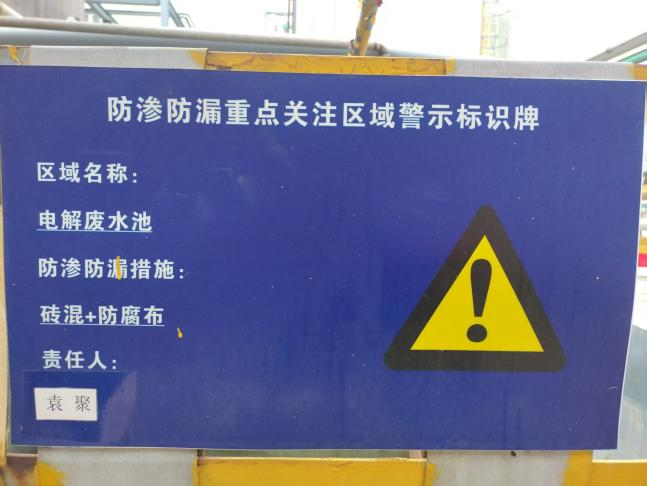 防渗防漏重点关注区域警示标识牌
区域名称:
电解废水池
防渗防漏措施:
砖混+防腐布
责任人:
袁聚